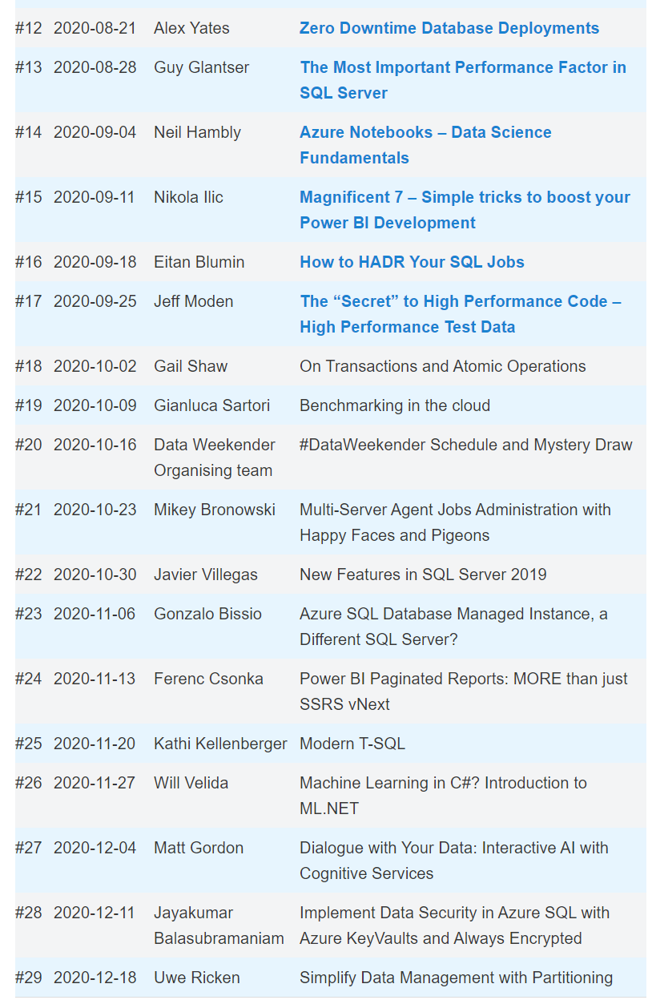 #12 2020-08-21 Alex Yates Zero Downtime Database Deployments
#13 2020-08-28 Guy Glantser The Most Important Performance Factor in
SQL Server
#14 2020-09-04 Neil Hambly Azure Notebooks – Data Science
Fundamentals
#15 2020-09-11 Nikola Ilic Magnificent 7 – Simple tricks to boost your
Power BI Development
#16 2020-09-18 Eitan Blumin How to HADR Your SQL Jobs
#17 2020-09-25 Jeff Moden The “Secret” to High Performance Code –
High Performance Test Data
#18 2020-10-02 Gail Shaw On Transactions and Atomic Operations
#19 2020-10-09 Gianluca Sartori Benchmarking in the cloud
#20 2020-10-16 Data Weekender #DataWeekender Schedule and Mystery Draw
Organising team
#21 2020-10-23 Mikey Bronowski Multi-Server Agent Jobs Administration with
Happy Faces and Pigeons
#22 2020-10-30 Javier Villegas New Features in SQL Server 2019
#23 2020-11-06 Gonzalo Bissio Azure SQL Database Managed Instance, a
Different SQL Server?
#24 2020-11-13 Ferenc Csonka Power BI Paginated Reports: MORE than just
SSRS vNext
#25 2020-11-20 Kathi Kellenberger Modern T-SQL
#26 2020-11-27 Will Velida Machine Learning in C#? Introduction to
ML.NET
#27 2020-12-04 Matt Gordon Dialogue with Your Data: Interactive AI with
Cognitive Services
#28 2020-12-11 Jayakumar Implement Data Security in Azure SQL with
Balasubramaniam Azure KeyVaults and Always Encrypted
#29 2020-12-18 Uwe Ricken Simplify Data Management with Partitioning